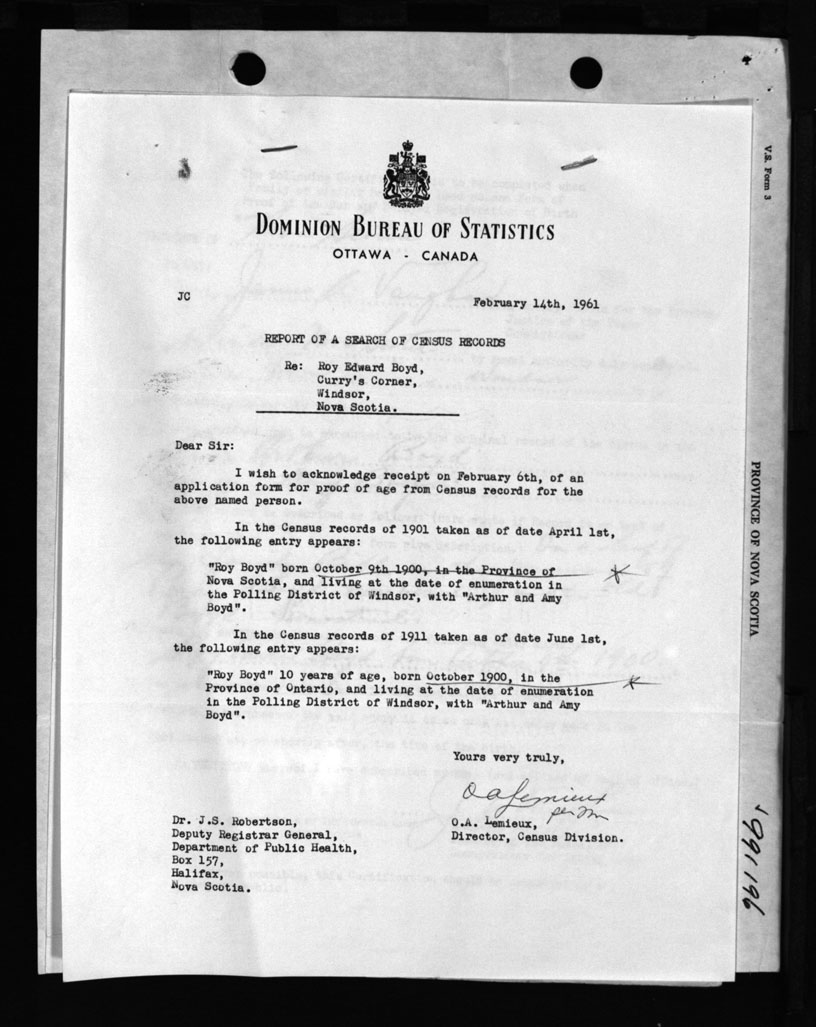 DOMINION BUREAU OF STATISTICS
OTTAWA - CANADA
JC
February 14th, 1961
REPORT OF A SEARCH OF CENSUS RECORDS
Re: Roy Edward Boyd,
Curry's Corner,
Windsor,
Nova Scotia.
Dear Sir:
I wish to acknowledge receipt on February 6th, of an
application form for proof of age from Census records for the
above named person.
In the Census records of 1901 taken as of date April 1st,
the following entry appears:
"Roy Boyd" born October 9th 1900, in the Province of
Nova Scotia, and living at the date of enumeration in
the Polling District of Windsor, with "Arthur and Amy
Boyd".
In the Census records of 1911 taken as of date June 1st,
the following entry appears:
"Roy Boyd" 10 years of age, born October 1900, in the
Province of Ontario, and living at the date of enumeration
in the Polling District of Windsor, with "Arthur and Amy
Boyd".
Yours very truly,
O A Lemieux
per
O.A. Lemieux,
Director, Census Division.
Dr. J.S. Robertson,
Deputy Registrar General,
Department of Public Health,
Box 157,
Halifax,
Nova Scotia.
V.S. Form 3
PROVINCE OF NOVA SCOTIA